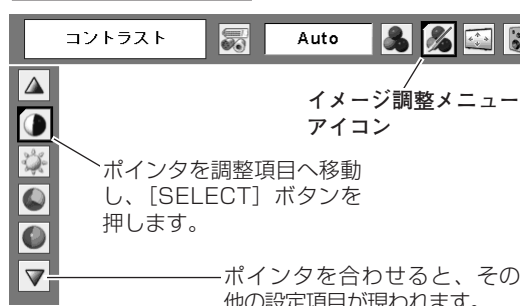 コントラスト
Auto
イメージ調整メニュー
アイコン
ポインタを調整項目へ移動
し、［SELECT］ボタンを
押します。
ポインタを合わせると、その
他の設定項目が現われます。